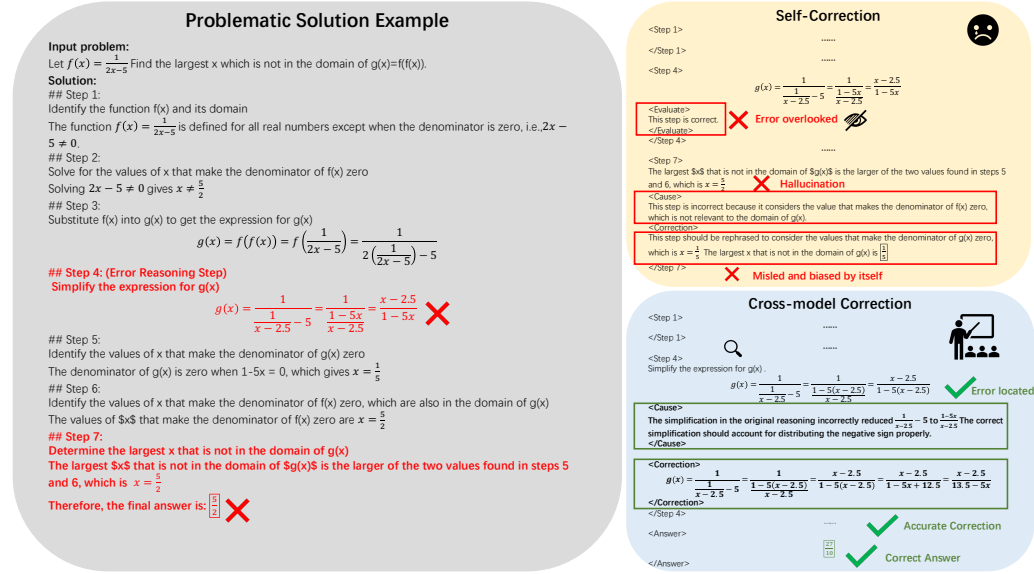 Problematic Solution Example
Input problem:
Let f(x) = 1/(2x−5) Find the largest x which is not in the domain of g(x)=f(f(x)).
Solution:
## Step 1:
Identify the function f(x) and its domain
The function f(x) = 1/(2x−5) is defined for all real numbers except when the denominator is zero, i.e.,2x −
5 ≠ 0.
## Step 2:
Solve for the values of x that make the denominator of f(x) zero
Solving 2x − 5 ≠ 0 gives x ≠ 5/2
## Step 3:
Substitute f(x) into g(x) to get the expression for g(x)
g(x) = f(f(x)) = f(1/(2x − 5)) = 1/(2(1/(2x − 5)) − 5)
## Step 4: (Error Reasoning Step)
Simplify the expression for g(x)
g(x) = 1/(1/(x − 2.5) − 5) = 1/((1 − 5x)/(x − 2.5)) = (x − 2.5)/(1 − 5x)
## Step 5:
Identify the values of x that make the denominator of g(x) zero
The denominator of g(x) is zero when 1-5x = 0, which gives x = 1/5
## Step 6:
Identify the values of x that make the denominator of f(x) zero, which are also in the domain of g(x)
The values of $x$ that make the denominator of f(x) zero are x = 5/2
## Step 7:
Determine the largest x that is not in the domain of g(x)
The largest $x$ that is not in the domain of $g(x)$ is the larger of the two values found in steps 5
and 6, which is x = 5/2
Therefore, the final answer is: 5/2
Self-Correction
<Step 1>
......
</Step 1>
......
<Step 4>
g(x) = 1/(1/(x − 2.5) − 5) = 1/((1 − 5x)/(x − 2.5)) = (x − 2.5)/(1 − 5x)
<Evaluate>
This step is correct.
</Evaluate>
Error overlooked
</Step 4>
......
<Step 7>
The largest $x$ that is not in the domain of $g(x)$ is the larger of the two values found in steps 5
and 6, which is x = 5/2
Hallucination
<Cause>
This step is incorrect because it considers the value that makes the denominator of f(x) zero,
which is not relevant to the domain of g(x).
<Correction>
This step should be rephrased to consider the values that make the denominator of g(x) zero,
which is x = 1/5 The largest x that is not in the domain of g(x) is 1/5
</Step 7>
Misled and biased by itself
Cross-model Correction
<Step 1>
......
</Step 1>
......
<Step 4>
Simplify the expression for g(x) .
g(x) = 1/(1/(x − 2.5) − 5) = 1/((1 − 5(x − 2.5))/(x − 2.5)) = (x − 2.5)/(1 − 5(x − 2.5))
Error located
<Cause>
The simplification in the original reasoning incorrectly reduced 1/(x−2.5) − 5 to (1−5x)/(x−2.5) The correct
simplification should account for distributing the negative sign properly.
</Cause>
<Correction>
g(x) = 1/(1/(x − 2.5) − 5) = 1/((1 − 5(x − 2.5))/(x − 2.5)) = (x − 2.5)/(1 − 5(x − 2.5)) = (x − 2.5)/(1 − 5x + 12.5) = (x − 2.5)/(13.5 − 5x)
</Correction>
</Step 4>
......
Accurate Correction
<Answer>
27/10
Correct Answer
</Answer>